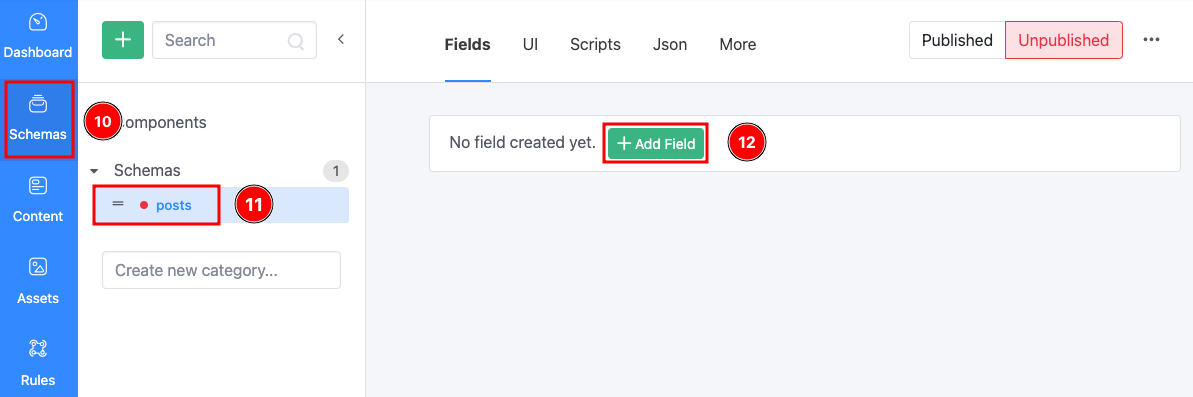 Dashboard
Schemas
Content
Assets
Rules
+
Search
<
10
omponents
Schemas
1
posts
11
Create new category...
Fields
UI
Scripts
Json
More
Published
Unpublished
...
No field created yet.
+ Add Field
12